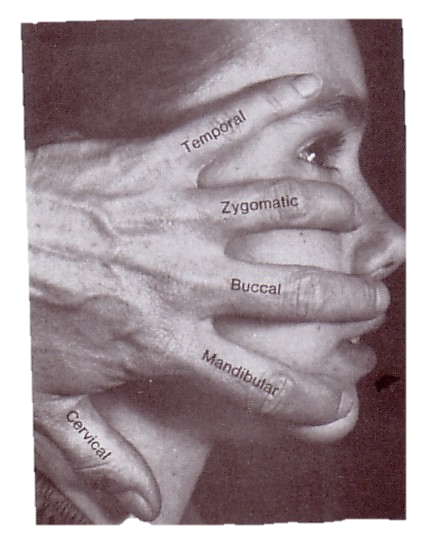 Temporal
Zygomatic
Buccal
Mandibular
Cervical